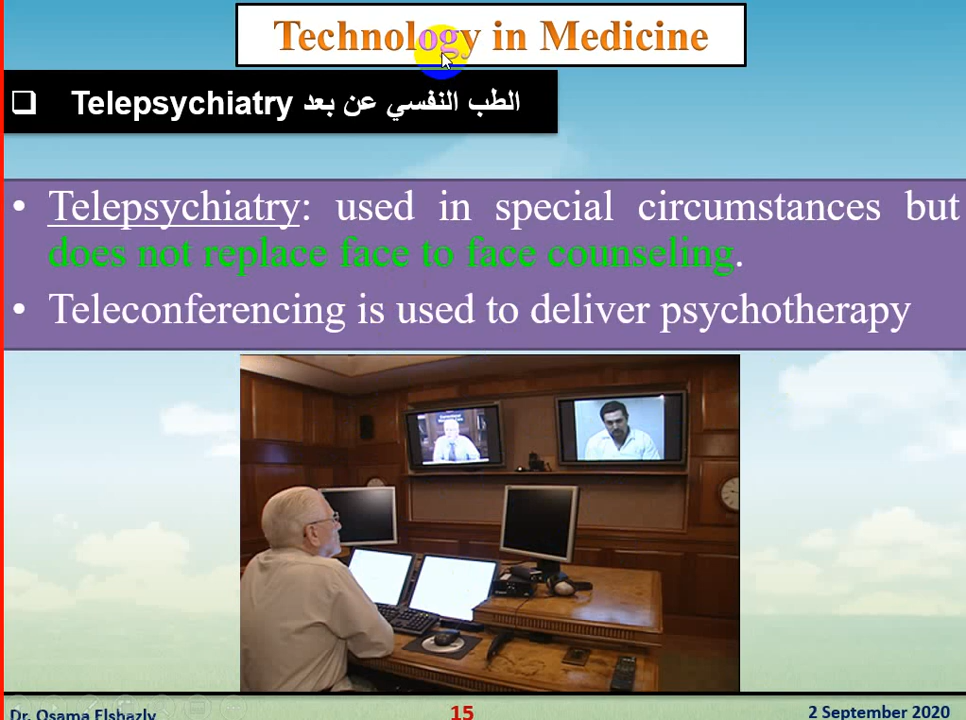 Technology in Medicine
Telepsychiatry الطب النفسي عن بعد
• Telepsychiatry: used in special circumstances but
does not replace face to face counseling.
• Teleconferencing is used to deliver psychotherapy
Dr. Osama Elshazly
15
2 September 2020